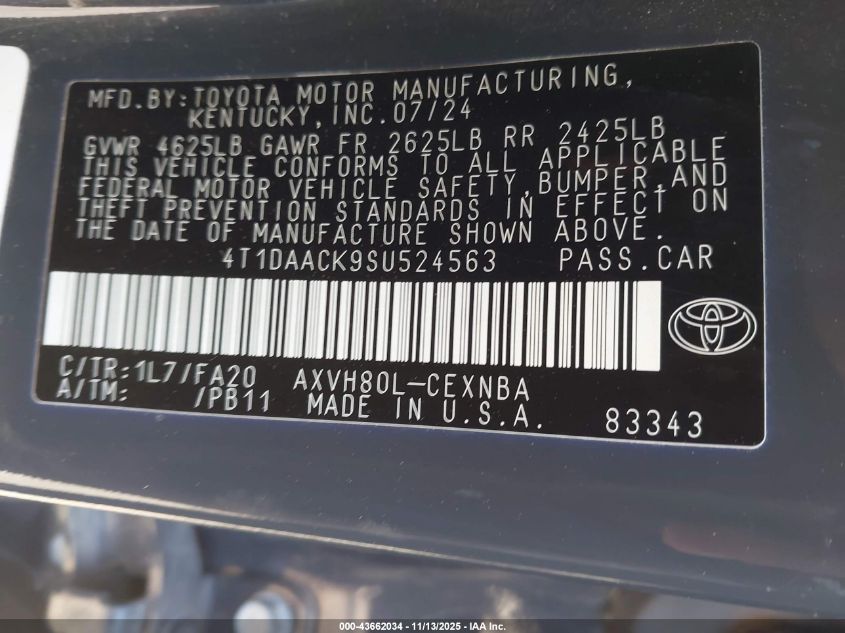 MFD.BY:TOYOTA MOTOR MANUFACTURING,
KENTUCKY,INC.07/24
GVWR 4625LB GAWR FR 2625LB RR 2425LB
THIS VEHICLE CONFORMS TO ALL APPLICABLE
FEDERAL MOTOR VEHICLE SAFETY,BUMPER,AND
THEFT PREVENTION STANDARDS IN EFFECT ON
THE DATE OF MANUFACTURE SHOWN ABOVE.
4T1DAACK9SU524563 PASS.CAR
C/TR:1L7/FA20 AXVH80L-CEXNBA
A/TM: /PB11 MADE IN U.S.A. 83343
000-43662034 - 11/13/2025 - IAA Inc.